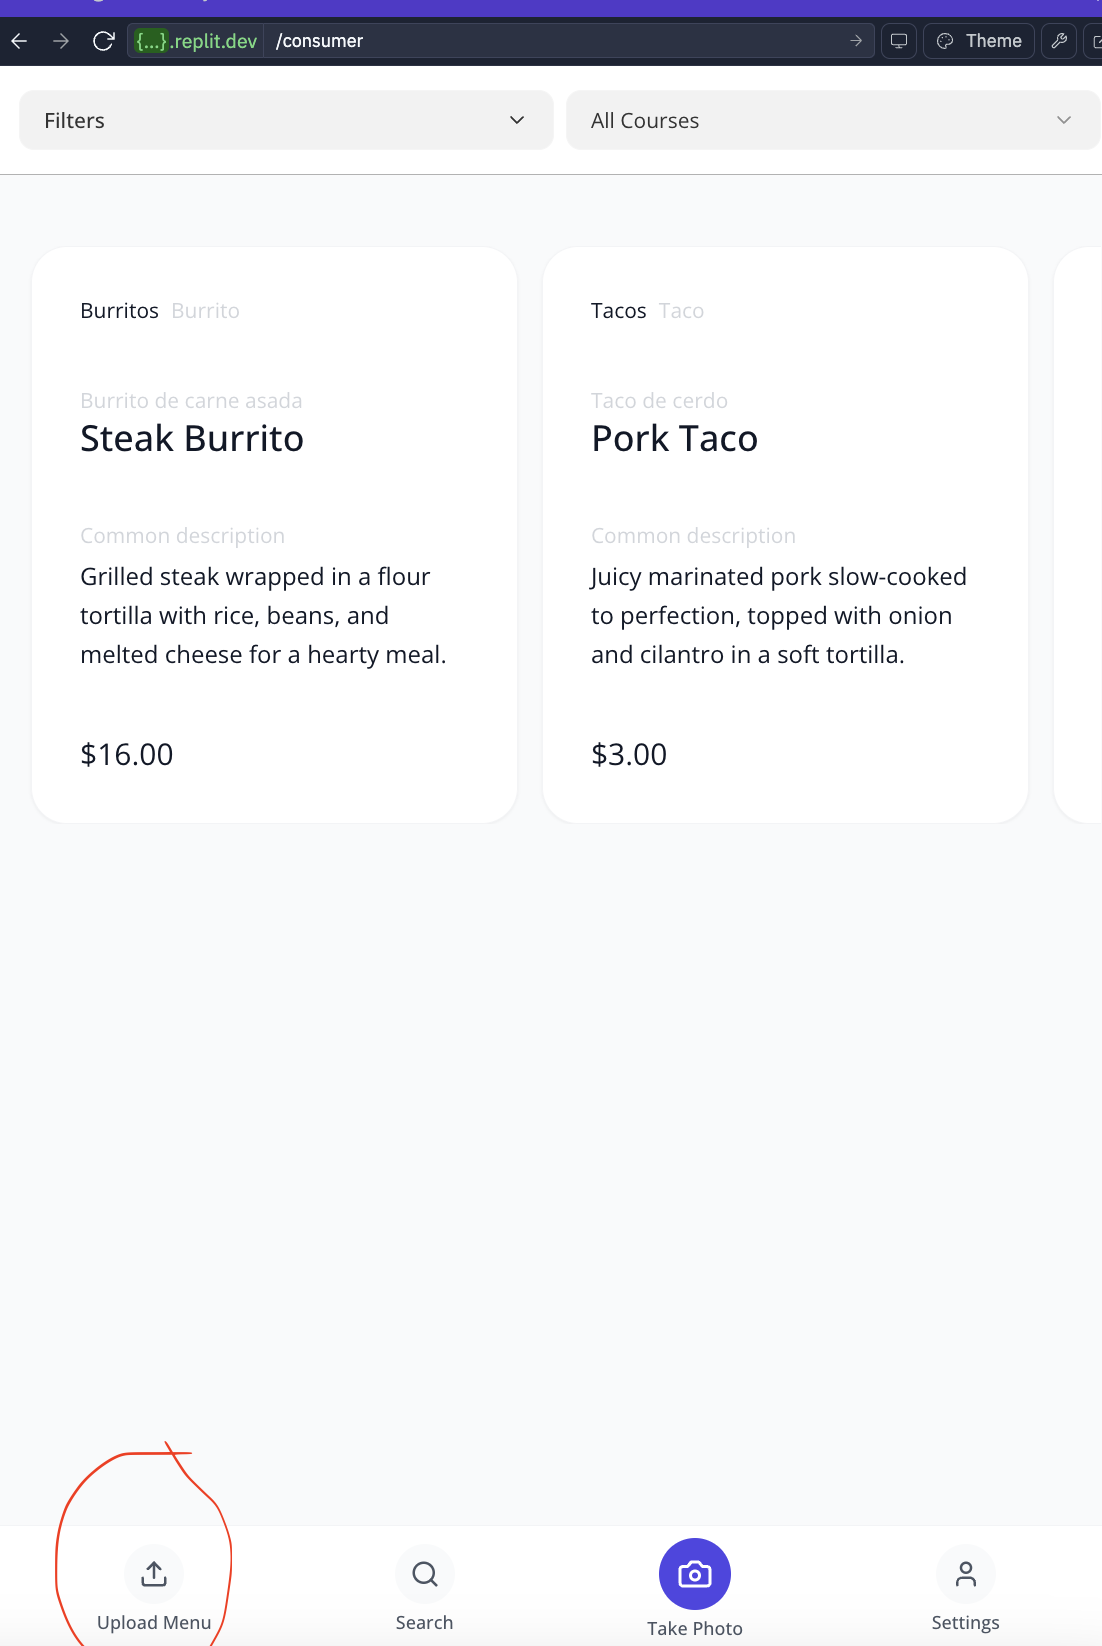 {...}.replit.dev /consumer Theme
Filters All Courses
Burritos Burrito
Burrito de carne asada
Steak Burrito
Common description
Grilled steak wrapped in a flour
tortilla with rice, beans, and
melted cheese for a hearty meal.
$16.00
Tacos Taco
Taco de cerdo
Pork Taco
Common description
Juicy marinated pork slow-cooked
to perfection, topped with onion
and cilantro in a soft tortilla.
$3.00
Upload Menu Search Take Photo Settings